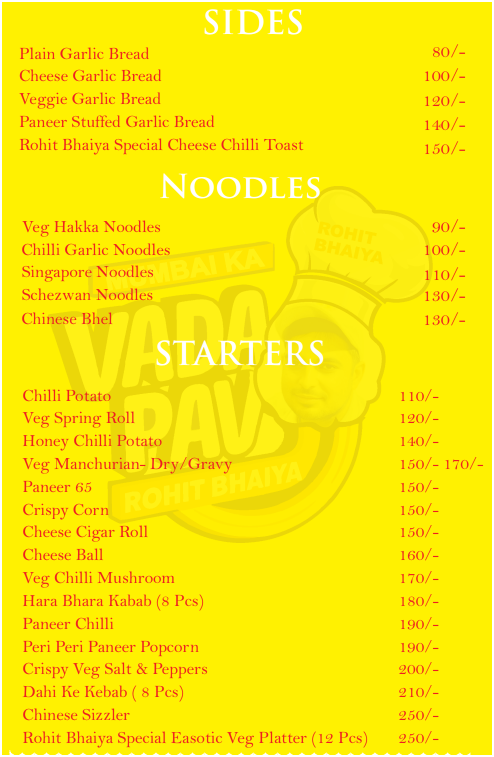 SIDES
Plain Garlic Bread 80/-
Cheese Garlic Bread 100/-
Veggie Garlic Bread 120/-
Paneer Stuffed Garlic Bread 140/-
Rohit Bhaiya Special Cheese Chilli Toast 150/-
NOODLES
Veg Hakka Noodles 90/-
Chilli Garlic Noodles 100/-
Singapore Noodles 110/-
Schezwan Noodles 130/-
Chinese Bhel 130/-
ROHIT
BHAIYA
MUMBAI KA
VADA
PAV
ROHIT BHAIYA
STARTERS
Chilli Potato 110/-
Veg Spring Roll 120/-
Honey Chilli Potato 140/-
Veg Manchurian- Dry/Gravy 150/- 170/-
Paneer 65 150/-
Crispy Corn 150/-
Cheese Cigar Roll 150/-
Cheese Ball 160/-
Veg Chilli Mushroom 170/-
Hara Bhara Kabab (8 Pcs) 180/-
Paneer Chilli 190/-
Peri Peri Paneer Popcorn 190/-
Crispy Veg Salt & Peppers 200/-
Dahi Ke Kebab ( 8 Pcs) 210/-
Chinese Sizzler 250/-
Rohit Bhaiya Special Easotic Veg Platter (12 Pcs) 250/-